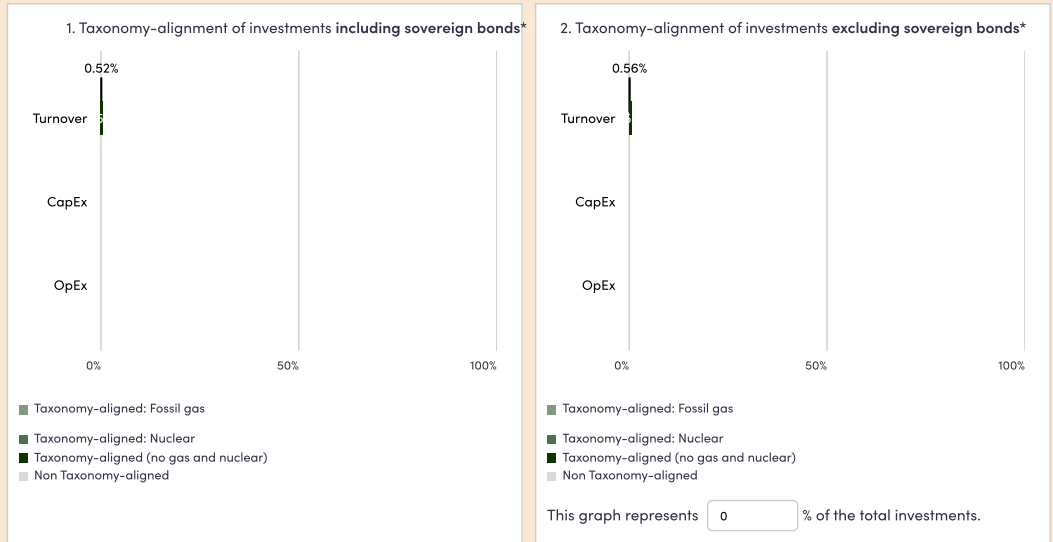 1. Taxonomy-alignment of investments including sovereign bonds*
0.52%
Turnover
CapEx
OpEx
0%
50%
100%
Taxonomy-aligned: Fossil gas
Taxonomy-aligned: Nuclear
Taxonomy-aligned (no gas and nuclear)
Non Taxonomy-aligned
2. Taxonomy-alignment of investments excluding sovereign bonds*
0.56%
Turnover
CapEx
OpEx
0%
50%
100%
Taxonomy-aligned: Fossil gas
Taxonomy-aligned: Nuclear
Taxonomy-aligned (no gas and nuclear)
Non Taxonomy-aligned
This graph represents 0 % of the total investments.